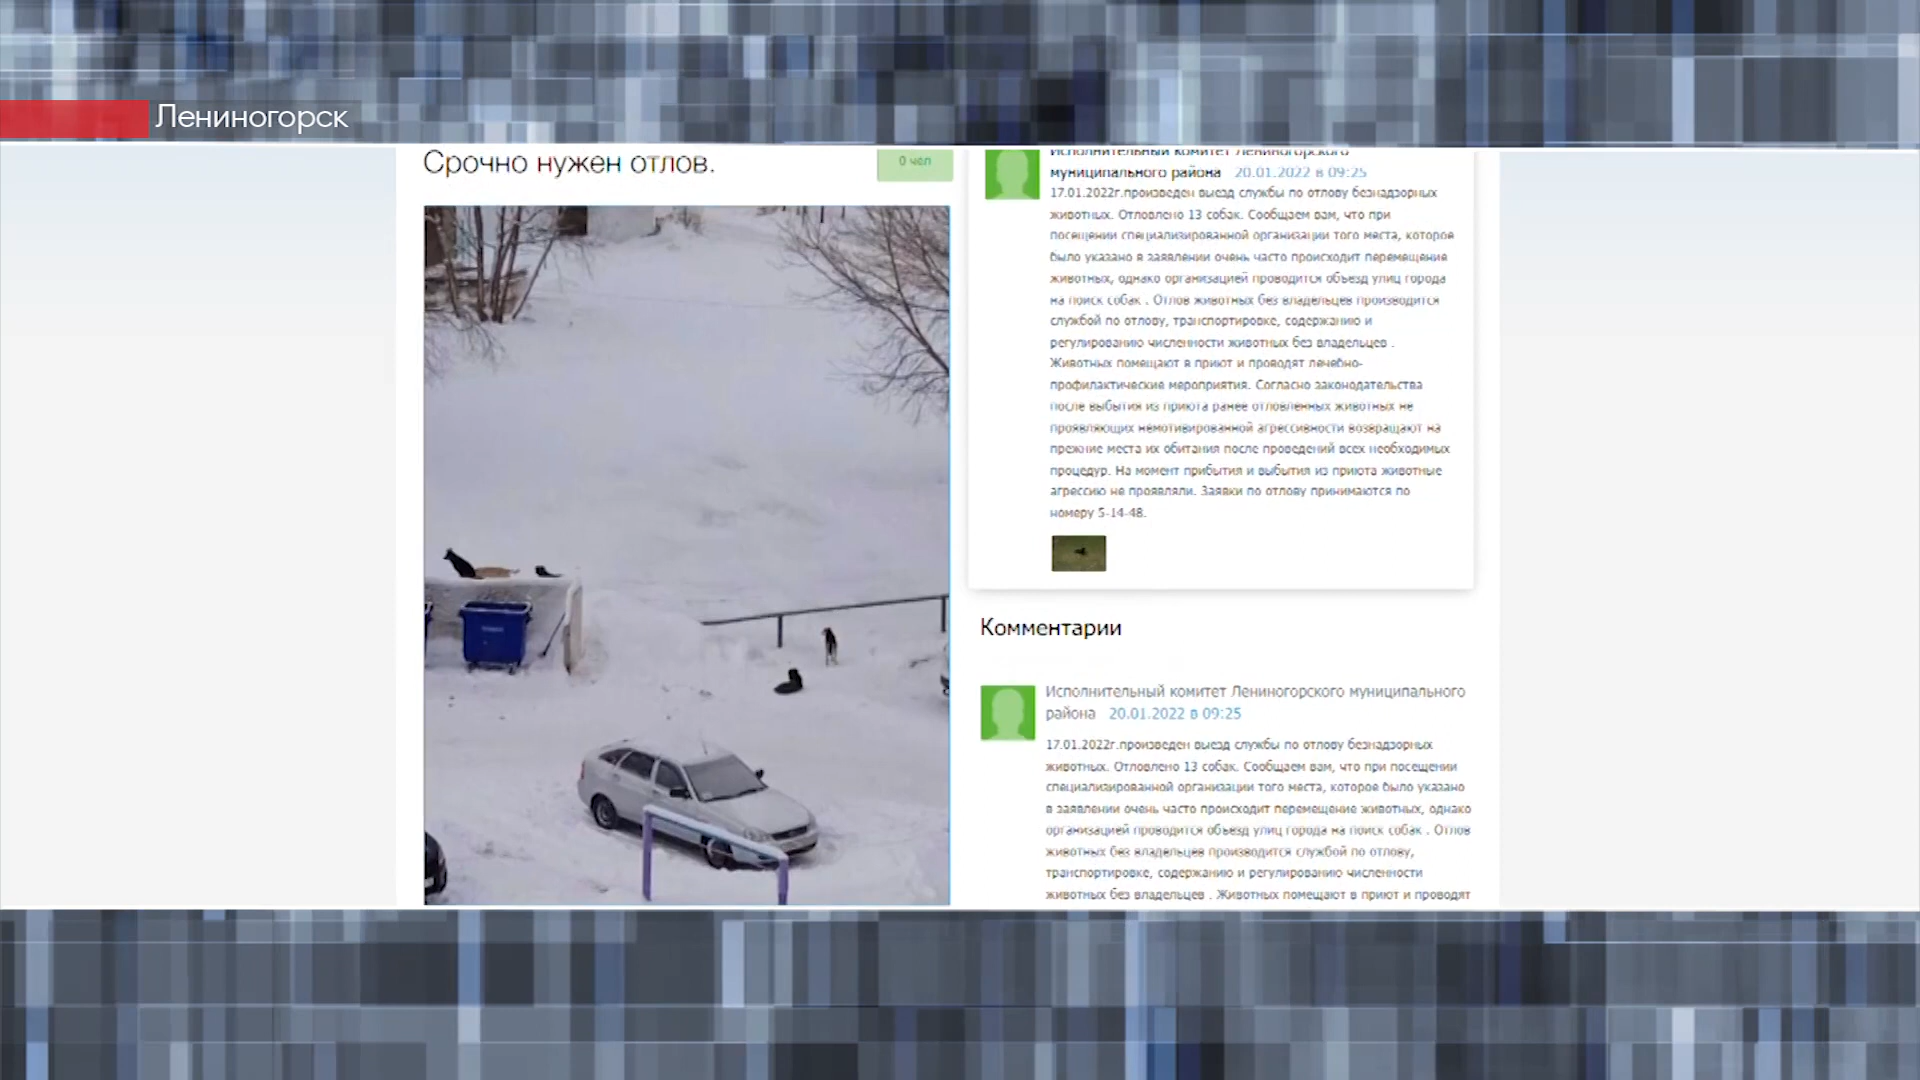 Лениногорск
Срочно нужен отлов.
0 чел
Исполнительный комитет Лениногорского
муниципального района 20.01.2022 в 09:25
17.01.2022г.произведен выезд службы по отлову безнадзорных
животных. Отловлено 13 собак. Сообщаем вам, что при
посещении специализированной организации того места, которое
было указано в заявлении очень часто происходит перемещение
животных, однако организацией проводится объезд улиц города
на поиск собак . Отлов животных без владельцев производится
службой по отлову, транспортировке, содержанию и
регулированию численности животных без владельцев .
Животных помещают в приют и проводят лечебно-
профилактические мероприятия. Согласно законодательства
после выбытия из приюта ранее отловленных животных не
проявляющих немотивированной агрессивности возвращают на
прежние места их обитания после проведений всех необходимых
процедур. На момент прибытия и выбытия из приюта животные
агрессию не проявляли. Заявки по отлову принимаются по
номеру 5-14-48.
Комментарии
Исполнительный комитет Лениногорского муниципального
района 20.01.2022 в 09:25
17.01.2022г.произведен выезд службы по отлову безнадзорных
животных. Отловлено 13 собак. Сообщаем вам, что при посещении
специализированной организации того места, которое было указано
в заявлении очень часто происходит перемещение животных, однако
организацией проводится объезд улиц города на поиск собак . Отлов
животных без владельцев производится службой по отлову,
транспортировке, содержанию и регулированию численности
животных без владельцев . Животных помещают в приют и проводят